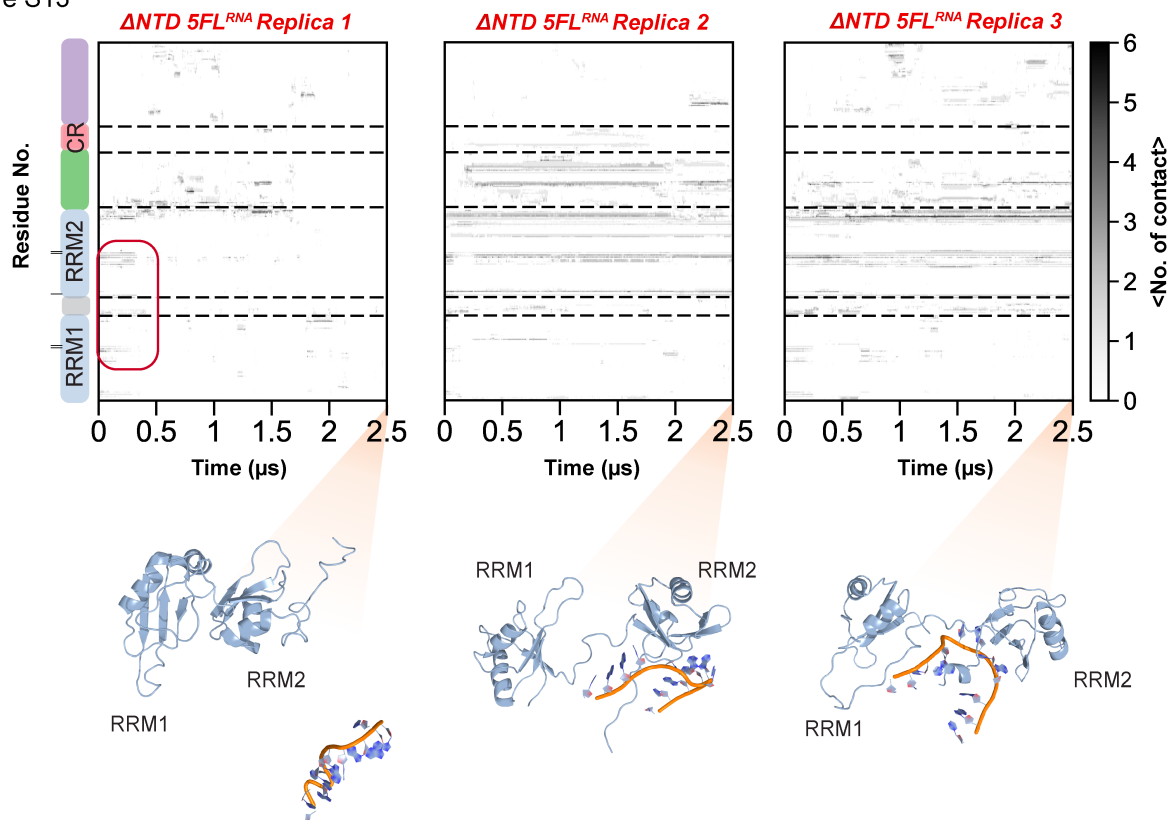 e S15
ΔNTD 5FL^RNA Replica 1
ΔNTD 5FL^RNA Replica 2
ΔNTD 5FL^RNA Replica 3
Residue No.
CR
RRM2
RRM1
0 0.5 1 1.5 2 2.5
0 0.5 1 1.5 2 2.5
0 0.5 1 1.5 2 2.5
Time (µs)
Time (µs)
Time (µs)
6
5
4
3
2
1
0
<No. of contact>
RRM1
RRM2
RRM1
RRM2
RRM1
RRM2